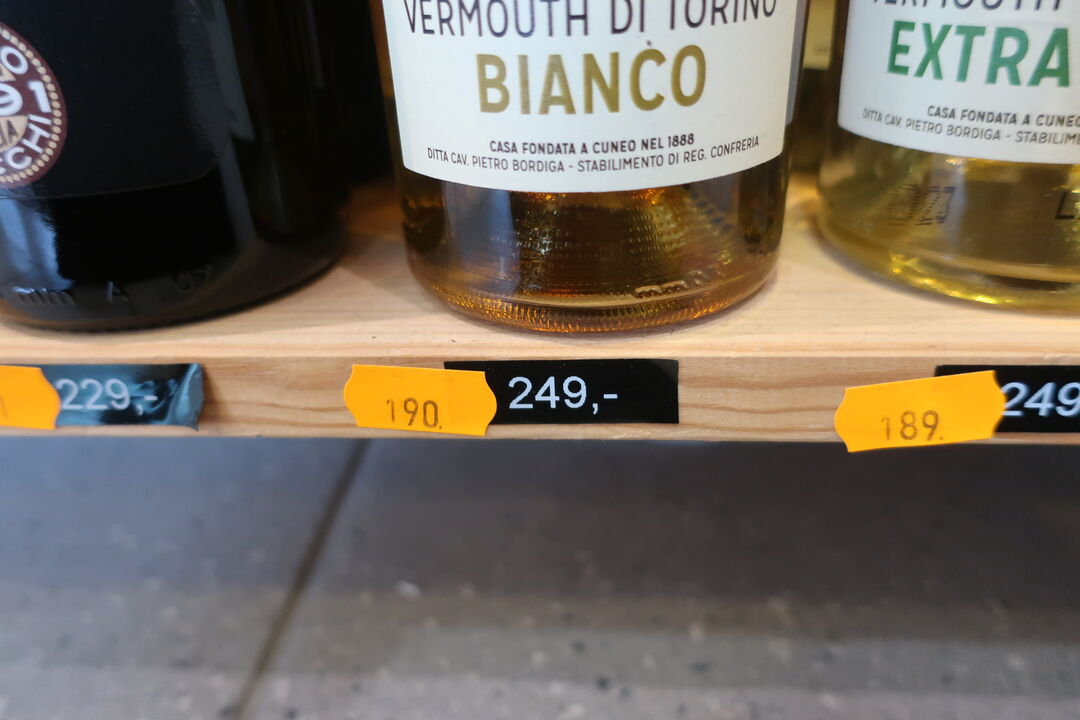 VERMOUTH DI TORINO
BIANCO
CASA FONDATA A CUNEO NEL 1888
DITTA CAV. PIETRO BORDIGA - STABILIMENTO DI REG. CONFRERIA
EXTRA
CASA FONDATA A CUNEO
DITTA CAV. PIETRO BORDIGA -
229,-
190.
249,-
189.
249